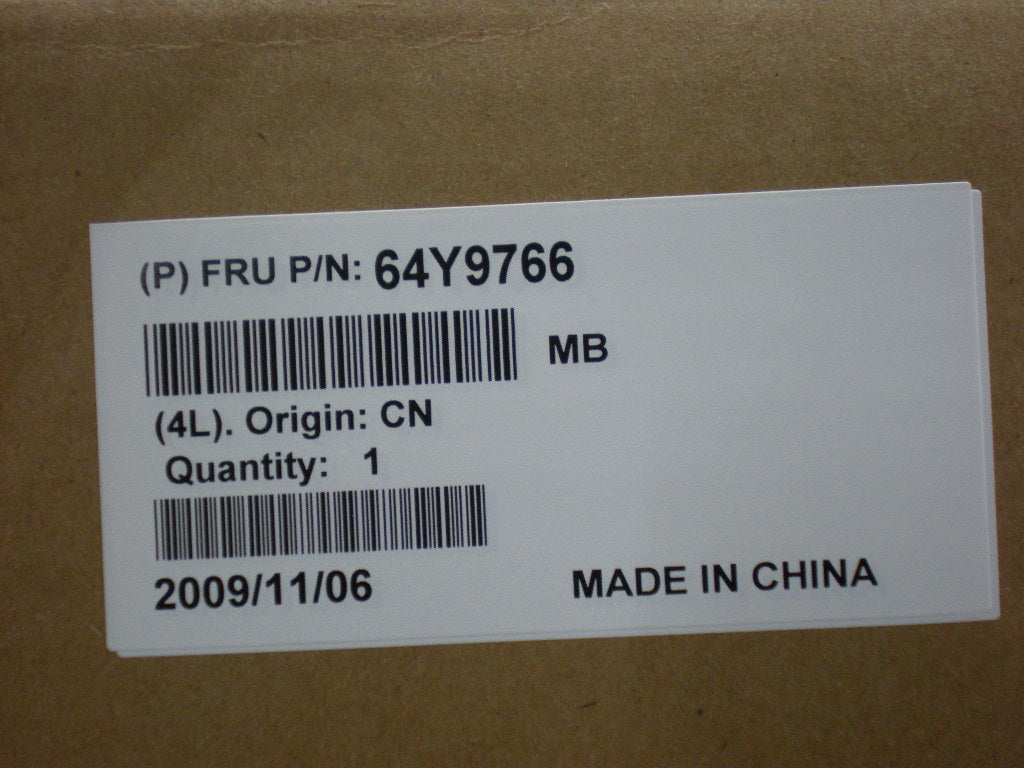 (P) FRU P/N: 64Y9766
MB
(4L). Origin: CN
Quantity: 1
2009/11/06
MADE IN CHINA